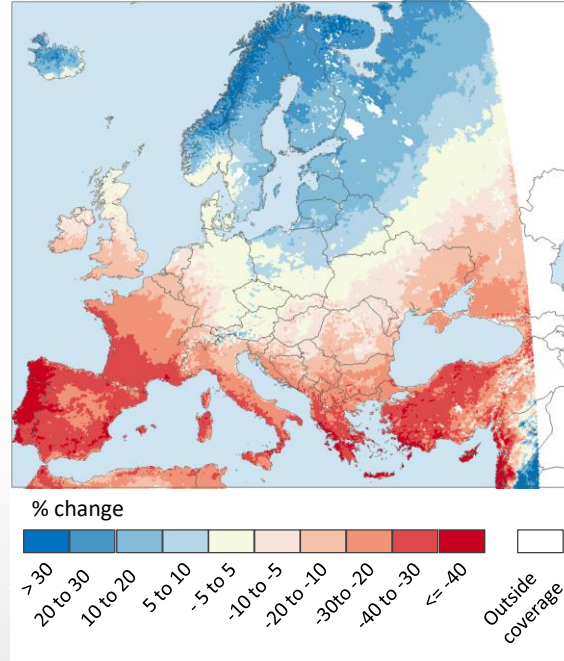 % change
> 30
20 to 30
10 to 20
5 to 10
- 5 to 5
-10 to -5
-20 to -10
-30to -20
-40 to -30
<= -40
Outside
coverage